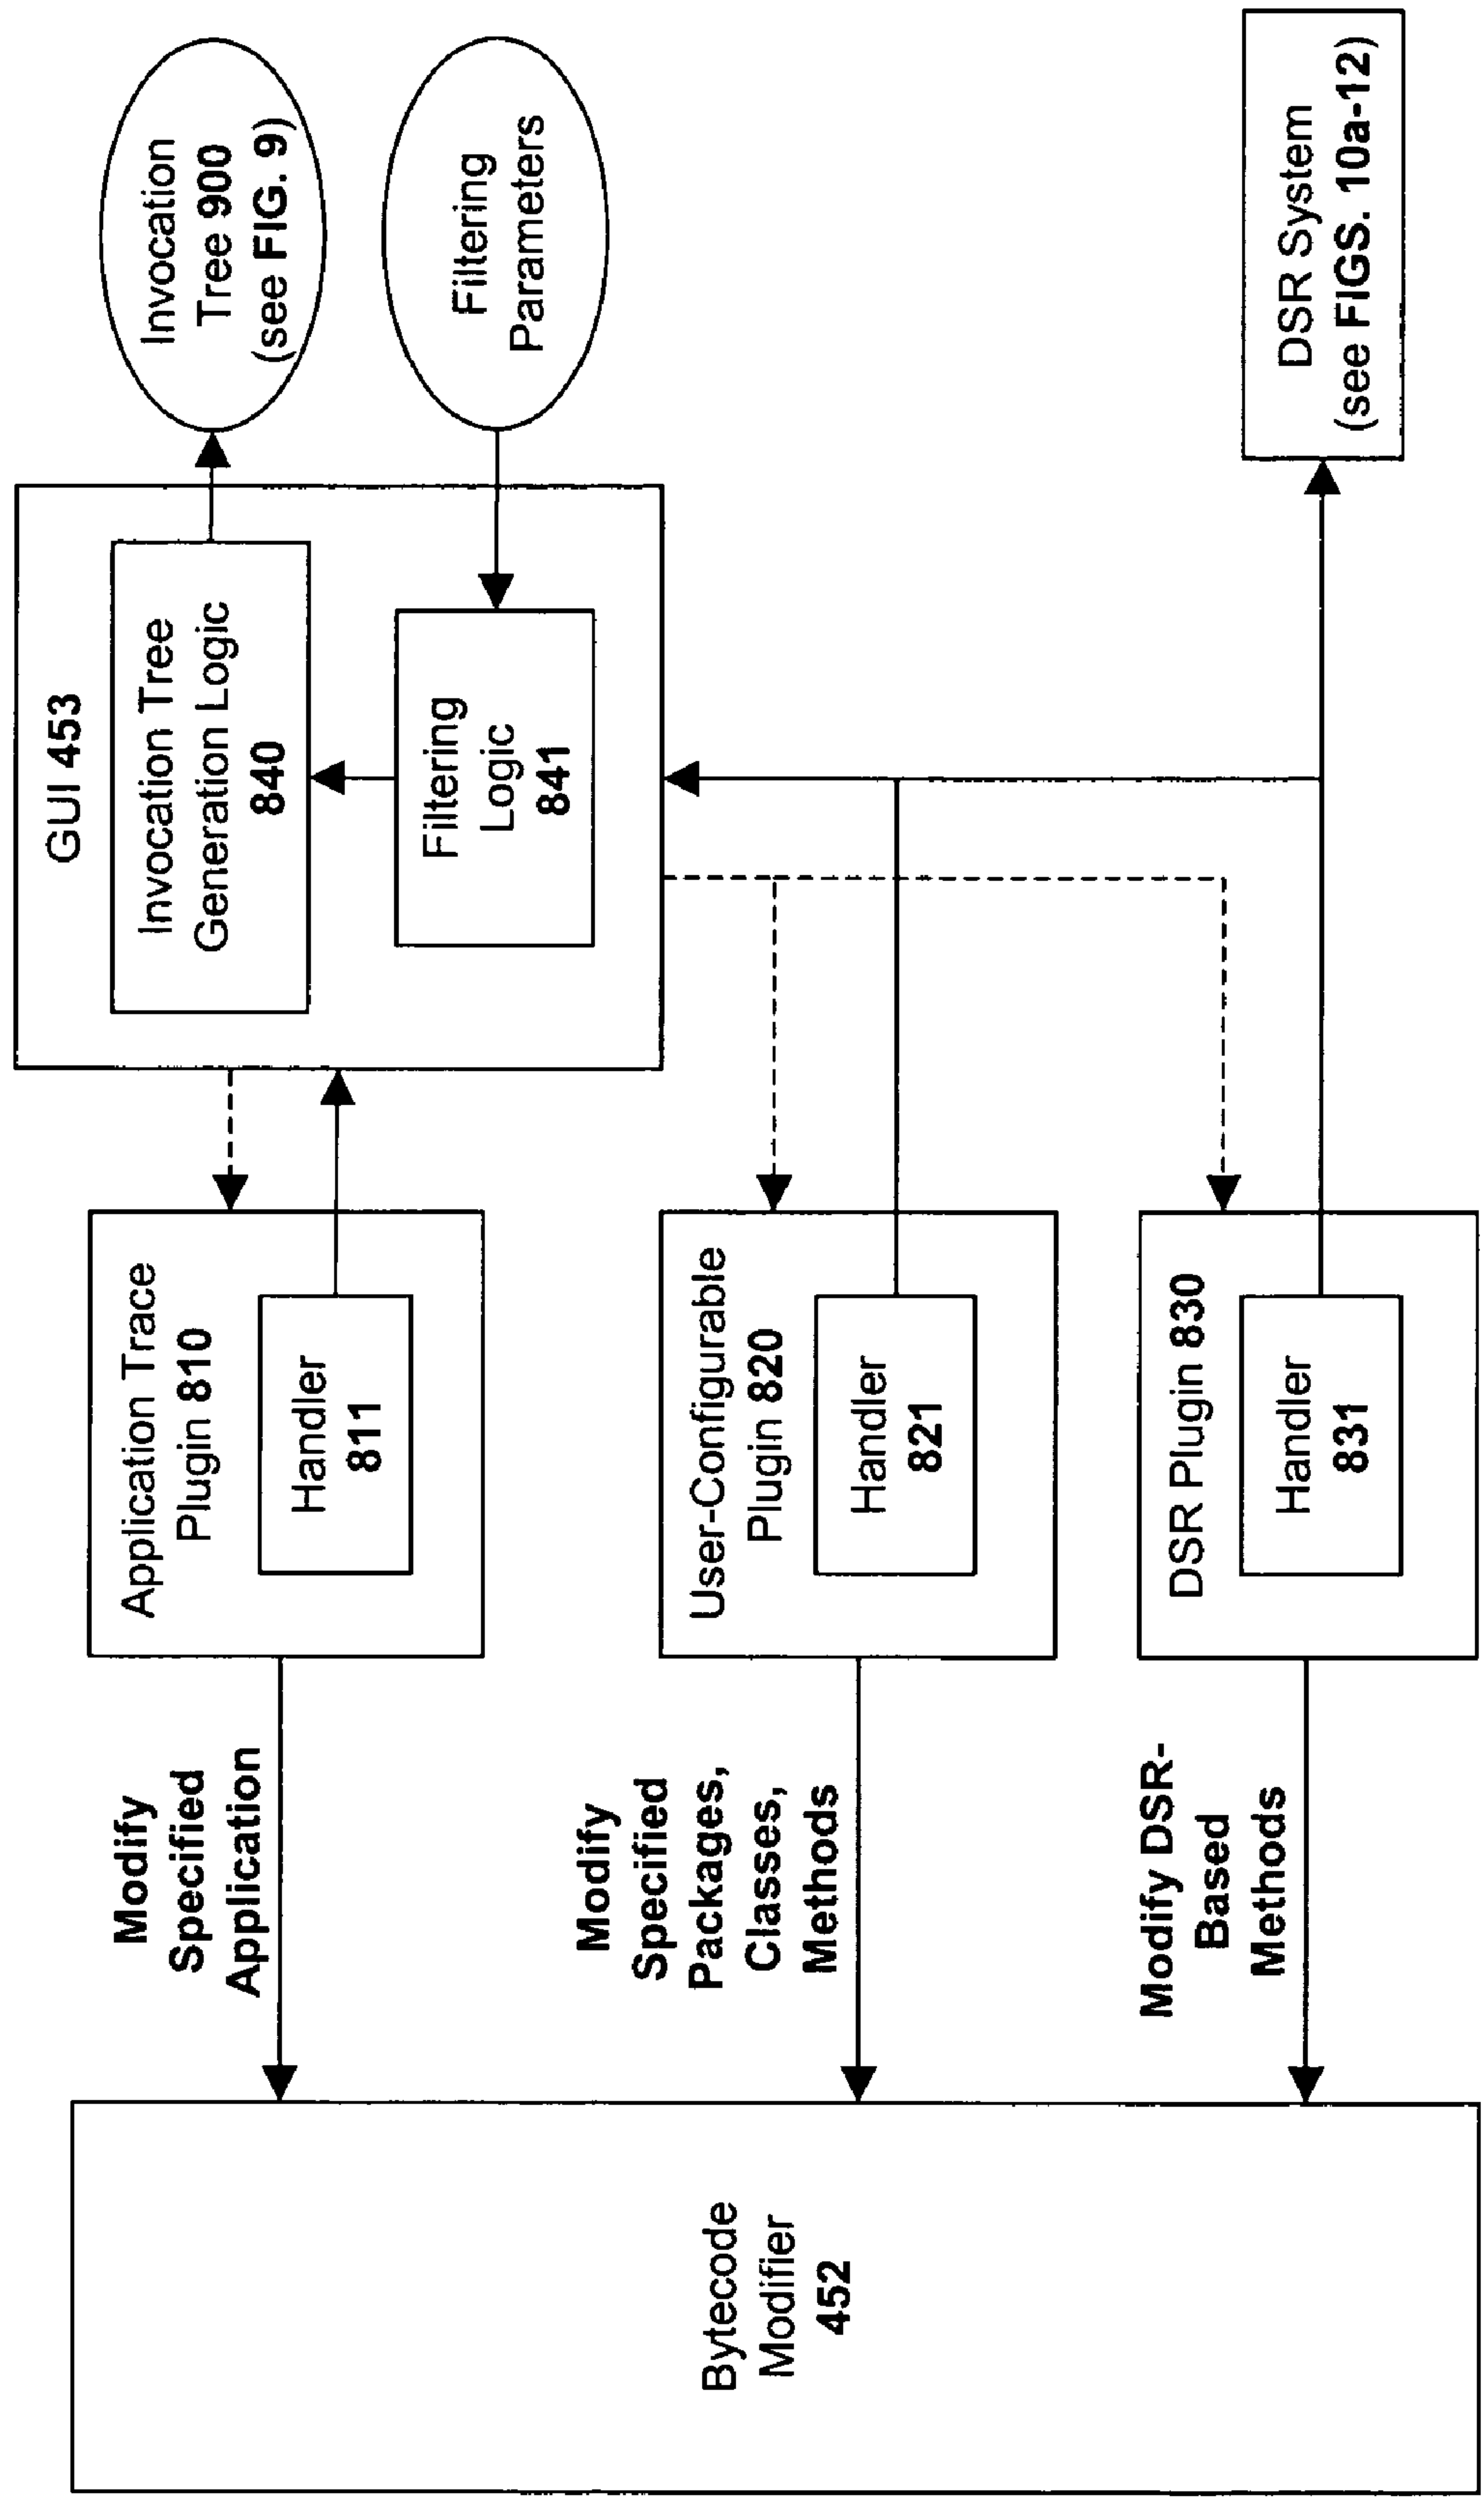 Bytecode
Modifier
452
Modify
Specified
Application
Modify
Specified
Packages,
Classes,
Methods
Modify DSR-
Based
Methods
Application Trace
Plugin 810
Handler
811
User-Configurable
Plugin 820
Handler
821
DSR Plugin 830
Handler
831
GUI 453
Invocation Tree
Generation Logic
840
Filtering
Logic
841
Invocation
Tree 900
(see FIG. 9)
Filtering
Parameters
DSR System
(see FIGS. 10a-12)